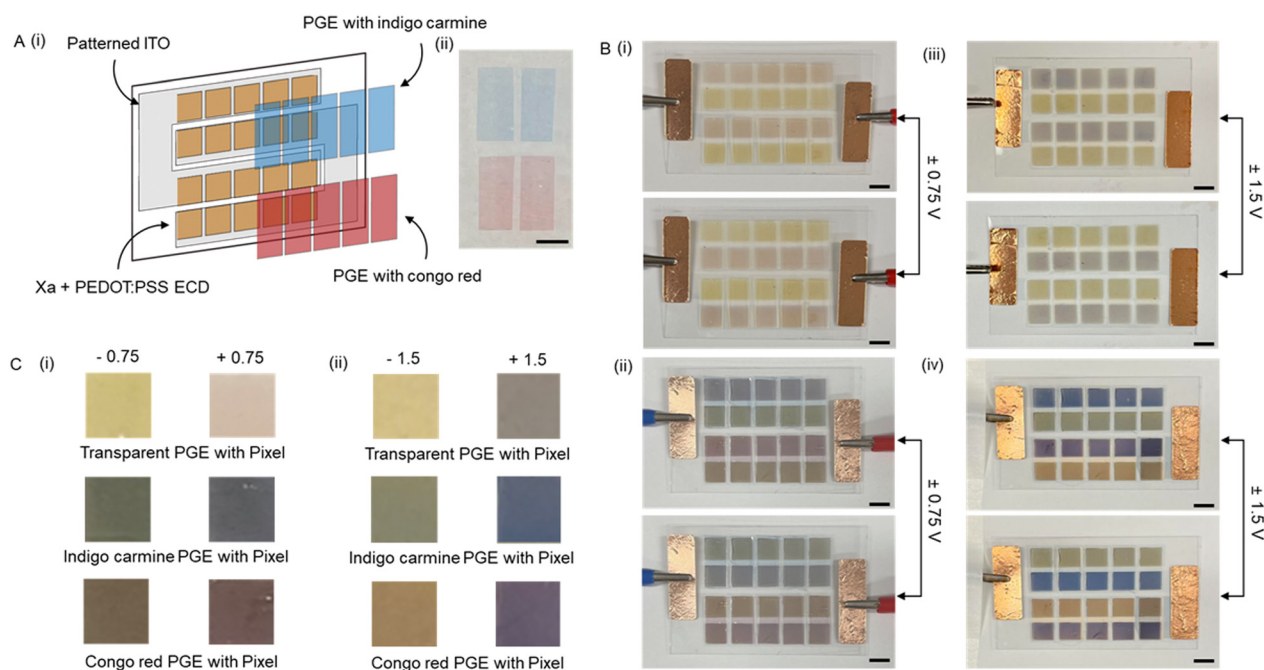 A (i)
Patterned ITO
PGE with indigo carmine
(ii)
Xa + PEDOT:PSS ECD
PGE with congo red
B (i)
± 0.75 V
(iii)
± 1.5 V
(ii)
± 0.75 V
(iv)
± 1.5 V
C (i)
- 0.75 + 0.75
Transparent PGE with Pixel
Indigo carmine PGE with Pixel
Congo red PGE with Pixel
(ii)
- 1.5 + 1.5
Transparent PGE with Pixel
Indigo carmine PGE with Pixel
Congo red PGE with Pixel